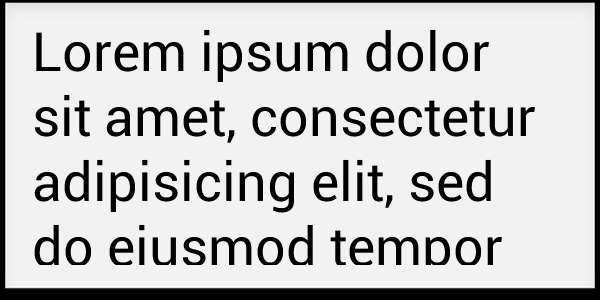 Lorem ipsum dolor
sit amet, consectetur
adipisicing elit, sed
do eiusmod tempor